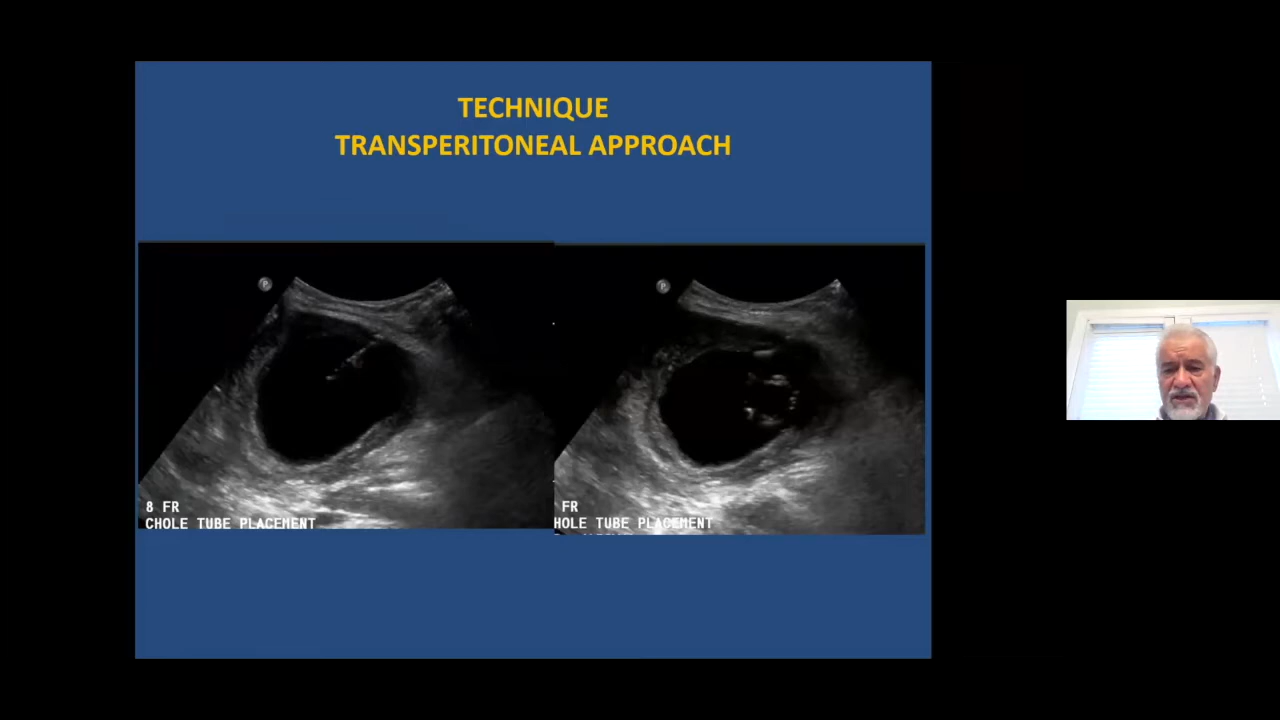 TECHNIQUE
TRANSPERITONEAL APPROACH
P
P
8 FR
CHOLE TUBE PLACEMENT
FR
HOLE TUBE PLACEMENT